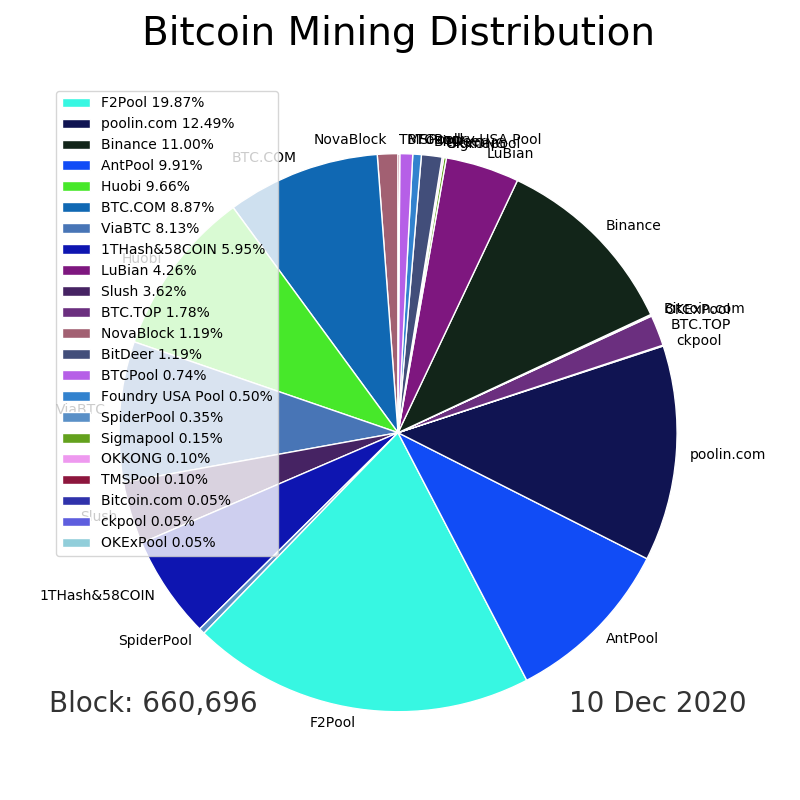 Bitcoin Mining Distribution
F2Pool 19.87%
poolin.com 12.49%
Binance 11.00%
AntPool 9.91%
Huobi 9.66%
BTC.COM 8.87%
ViaBTC 8.13%
1THash&58COIN 5.95%
LuBian 4.26%
Slush 3.62%
BTC.TOP 1.78%
NovaBlock 1.19%
BitDeer 1.19%
BTCPool 0.74%
Foundry USA Pool 0.50%
SpiderPool 0.35%
Sigmapool 0.15%
OKKONG 0.10%
TMSPool 0.10%
Bitcoin.com 0.05%
ckpool 0.05%
OKExPool 0.05%
NovaBlock
BTC.COM
LuBian
Binance
Huobi
BTC.TOP
ckpool
ViaBTC
poolin.com
Slush
1THash&58COIN
SpiderPool
AntPool
F2Pool
Block: 660,696
10 Dec 2020